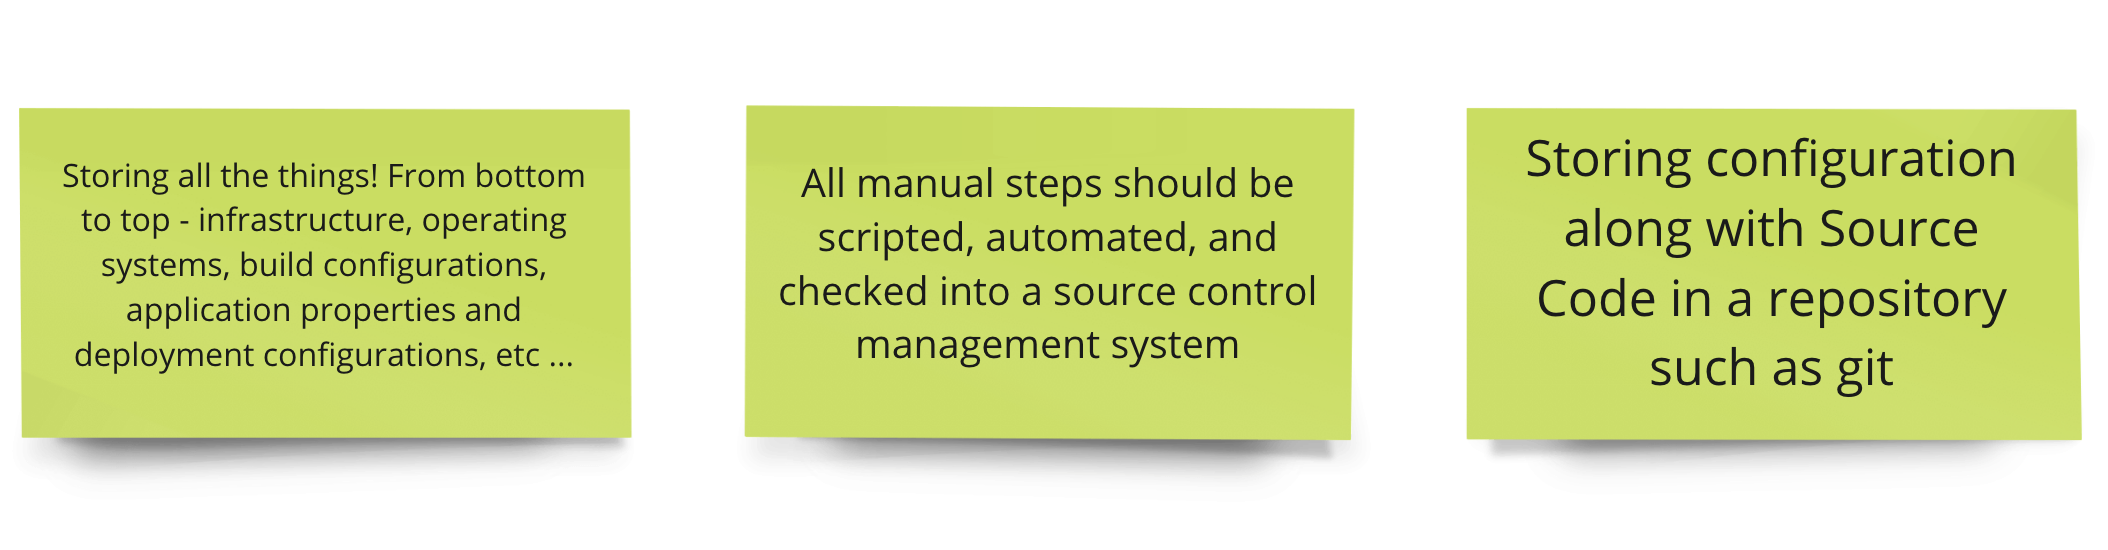 Storing all the things! From bottom
to top - infrastructure, operating
systems, build configurations,
application properties and
deployment configurations, etc ...
All manual steps should be
scripted, automated, and
checked into a source control
management system
Storing configuration
along with Source
Code in a repository
such as git